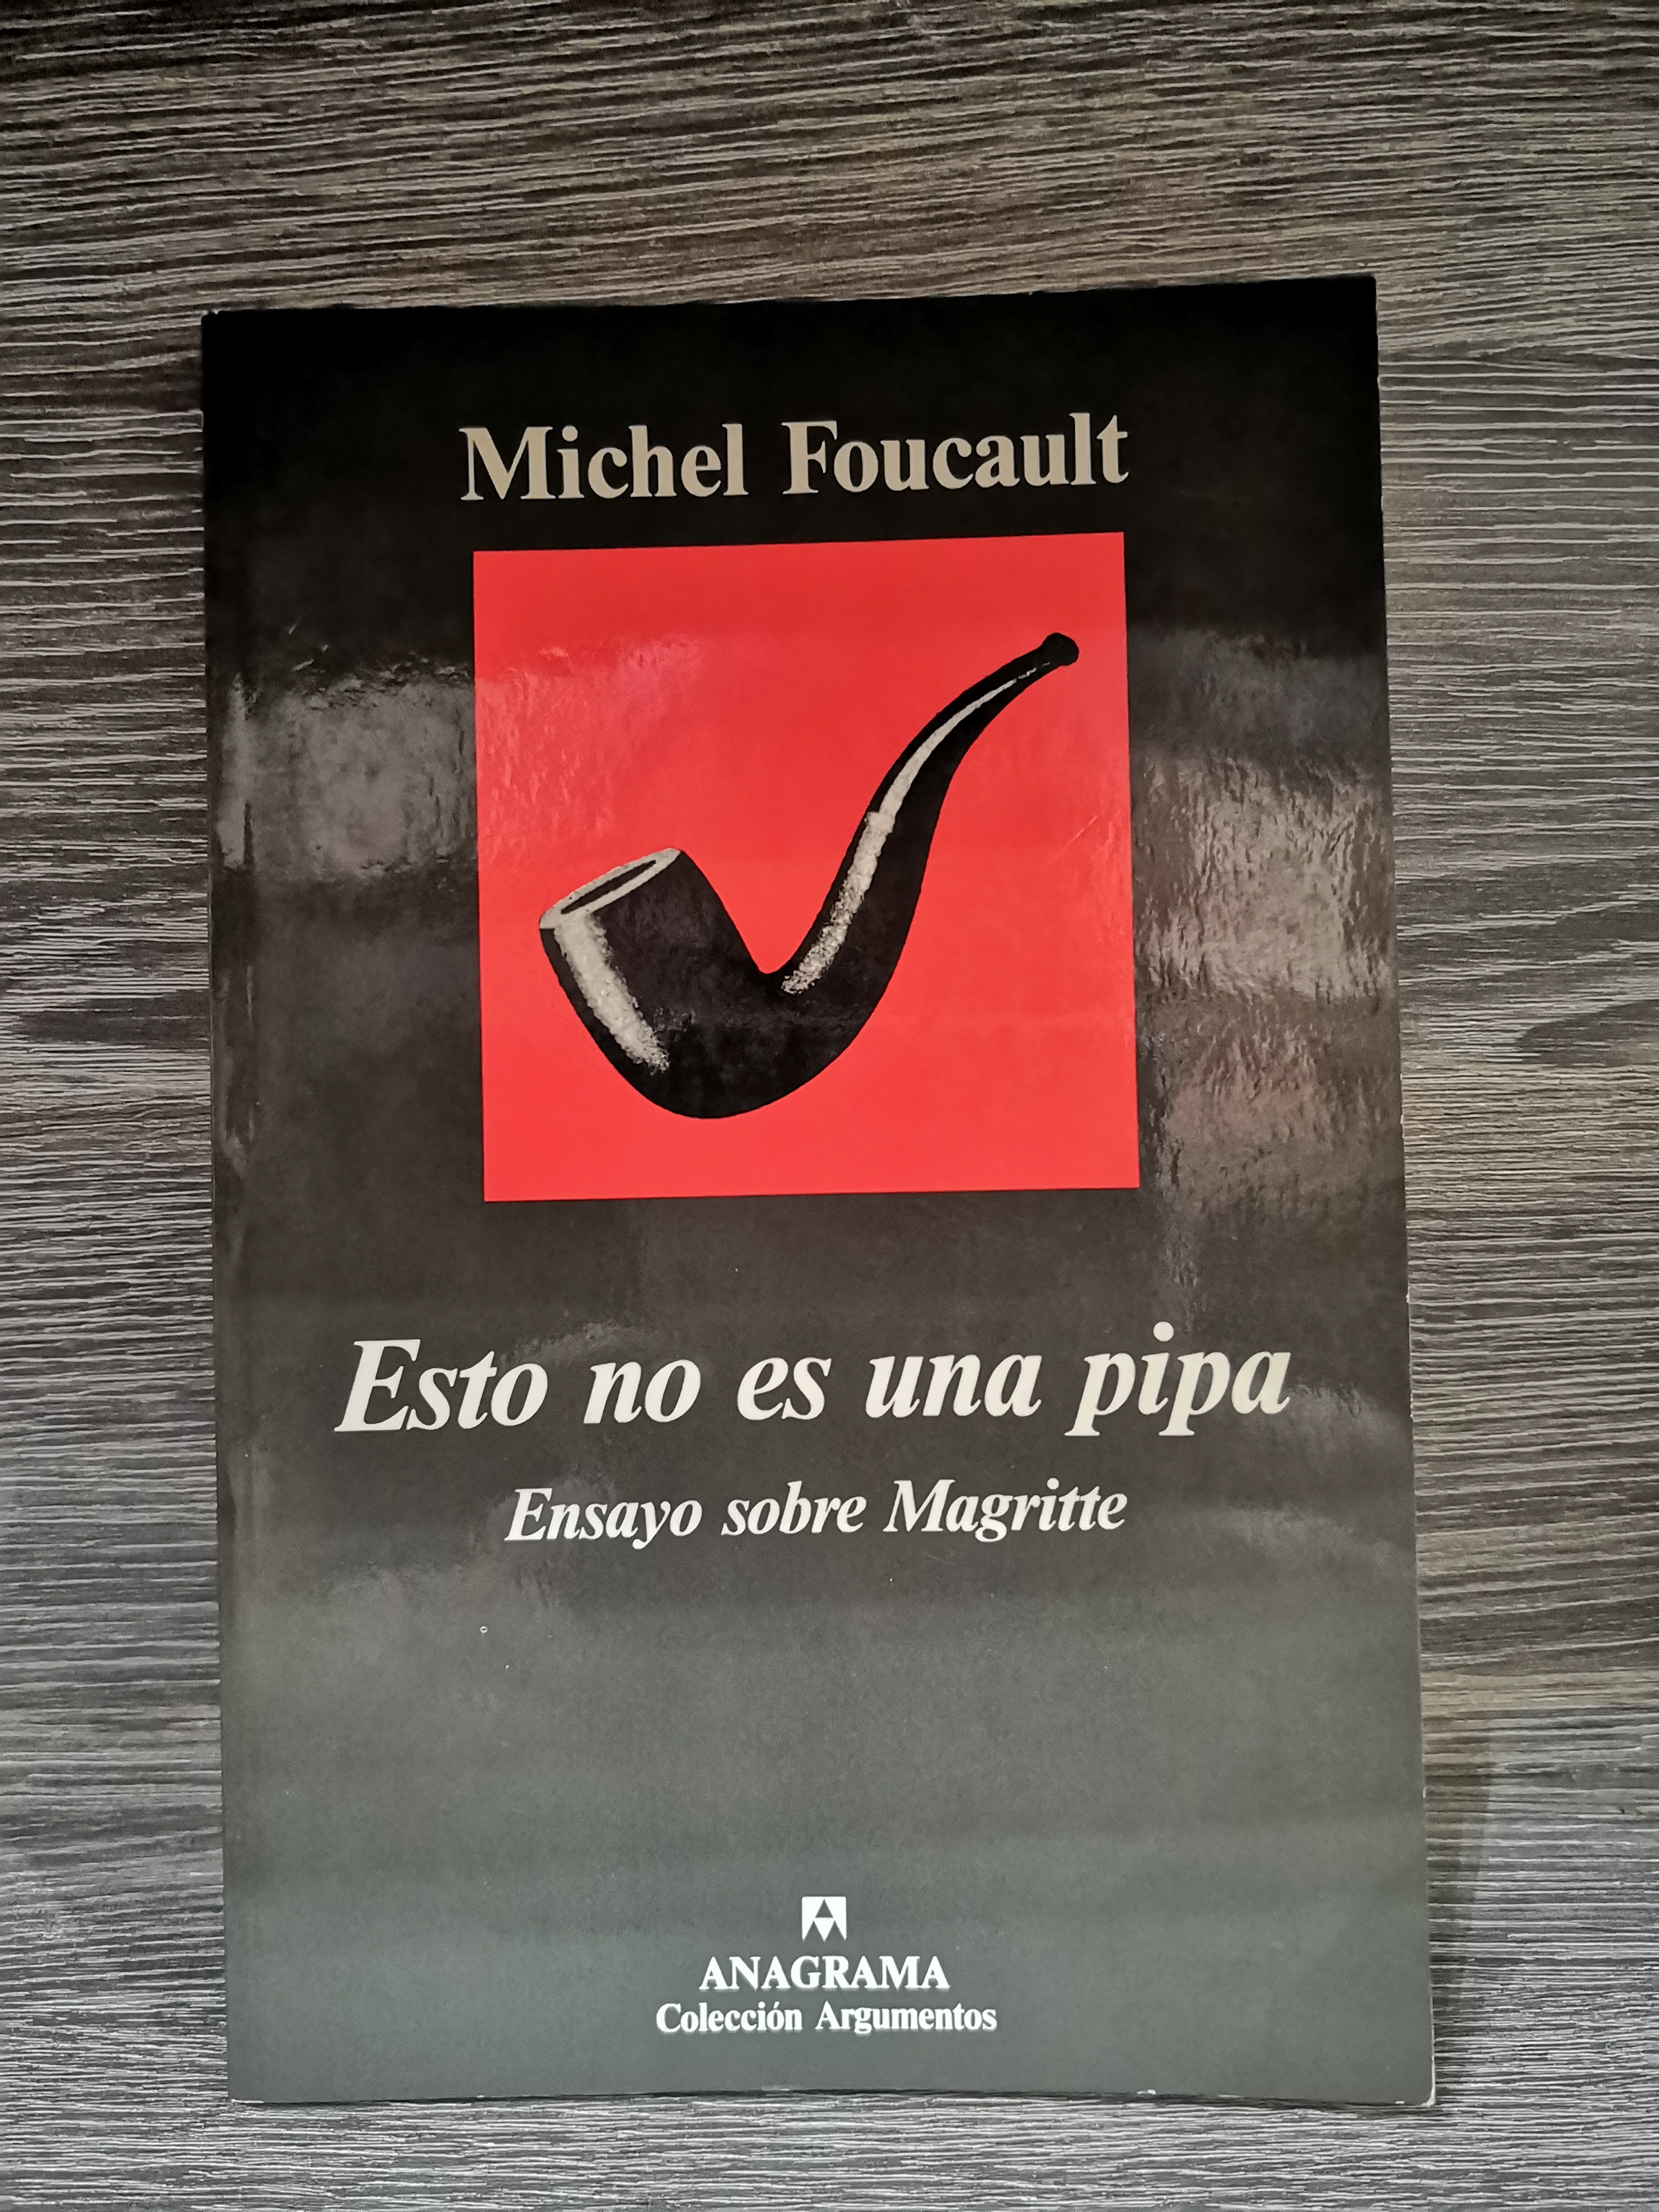 Michel Foucault
Esto no es una pipa
Ensayo sobre Magritte
ANAGRAMA
Colección Argumentos